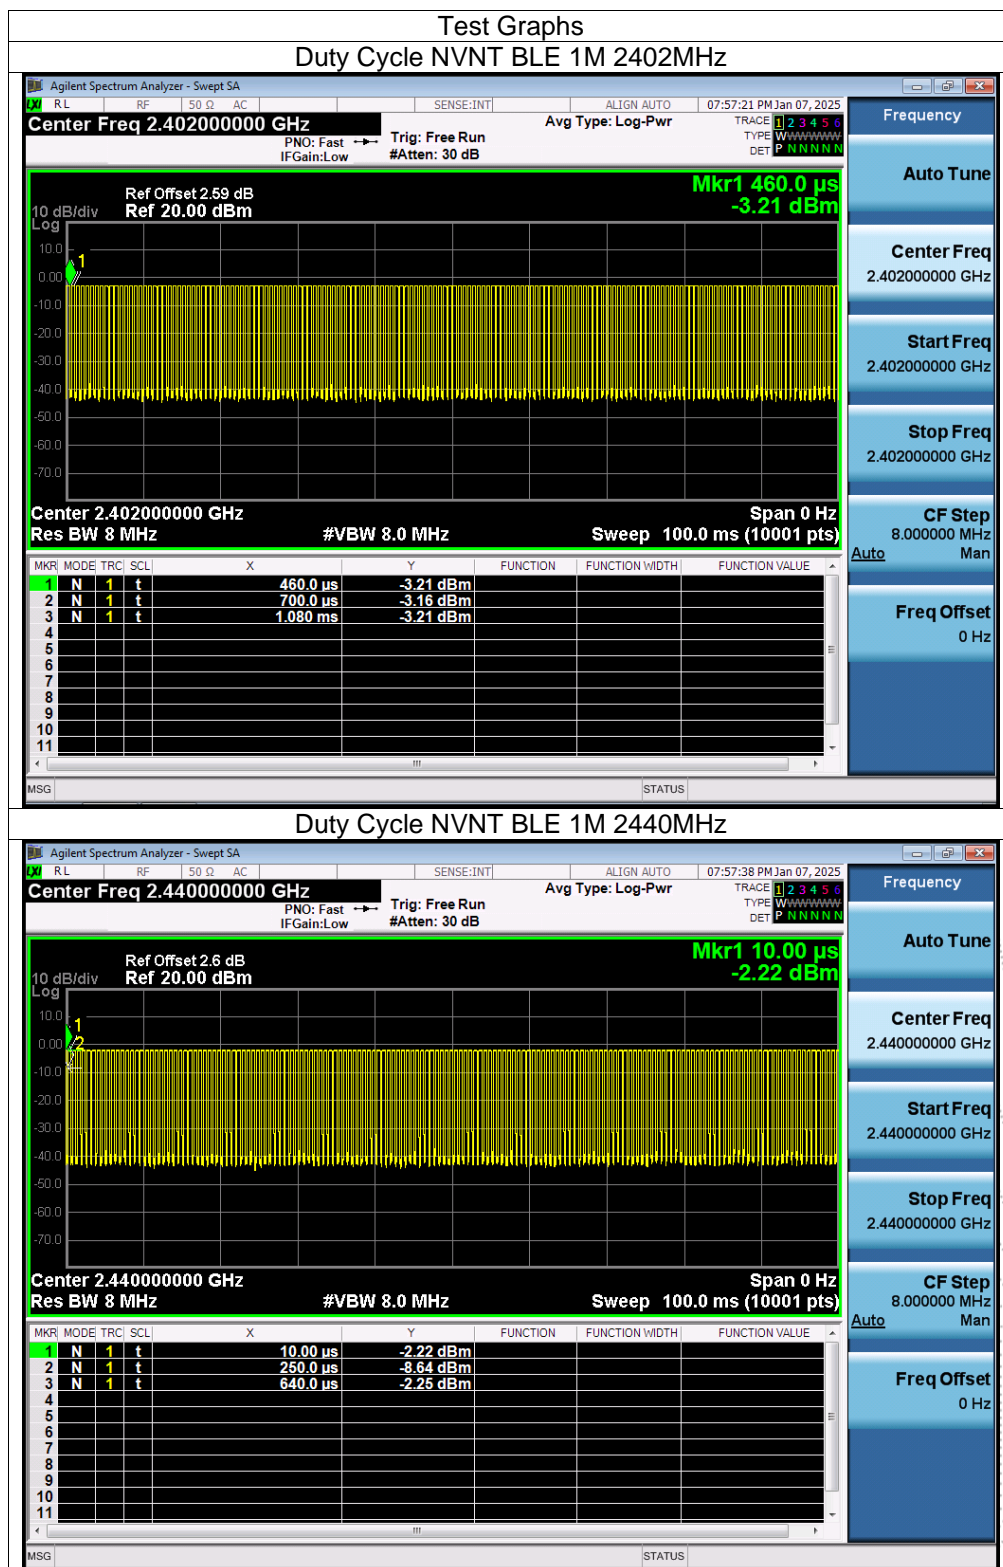 Test Graphs
Duty Cycle NVNT BLE 1M 2402MHz
Agilent Spectrum Analyzer - Swept SA
LXI RL RF 50 Ω AC SENSE:INT ALIGN AUTO 07:57:21 PM Jan 07, 2025
Center Freq 2.402000000 GHz
PNO: Fast
IFGain:Low
Trig: Free Run
#Atten: 30 dB
Avg Type: Log-Pwr
TRACE 1 2 3 4 5 6
TYPE WWWWWW
DET P N N N N N
Mkr1 460.0 µs
-3.21 dBm
Ref Offset 2.59 dB
10 dB/div Ref 20.00 dBm
Log
10.0
1
0.00
-10.0
-20.0
-30.0
-40.0
-50.0
-60.0
-70.0
Center 2.402000000 GHz Span 0 Hz
Res BW 8 MHz #VBW 8.0 MHz Sweep 100.0 ms (10001 pts)
MKR MODE TRC SCL X Y FUNCTION FUNCTION WIDTH FUNCTION VALUE
1 N 1 t 460.0 µs -3.21 dBm
2 N 1 t 700.0 µs -3.16 dBm
3 N 1 t 1.080 ms -3.21 dBm
4
5
6
7
8
9
10
11
MSG STATUS
Frequency
Auto Tune
Center Freq
2.402000000 GHz
Start Freq
2.402000000 GHz
Stop Freq
2.402000000 GHz
CF Step
8.000000 MHz
Auto Man
Freq Offset
0 Hz
Duty Cycle NVNT BLE 1M 2440MHz
Agilent Spectrum Analyzer - Swept SA
LXI RL RF 50 Ω AC SENSE:INT ALIGN AUTO 07:57:38 PM Jan 07, 2025
Center Freq 2.440000000 GHz
PNO: Fast
IFGain:Low
Trig: Free Run
#Atten: 30 dB
Avg Type: Log-Pwr
TRACE 1 2 3 4 5 6
TYPE WWWWWW
DET P N N N N N
Mkr1 10.00 µs
-2.22 dBm
Ref Offset 2.6 dB
10 dB/div Ref 20.00 dBm
Log
10.0
1
0.00
2
-10.0
-20.0
-30.0
-40.0
-50.0
-60.0
-70.0
Center 2.440000000 GHz Span 0 Hz
Res BW 8 MHz #VBW 8.0 MHz Sweep 100.0 ms (10001 pts)
MKR MODE TRC SCL X Y FUNCTION FUNCTION WIDTH FUNCTION VALUE
1 N 1 t 10.00 µs -2.22 dBm
2 N 1 t 250.0 µs -8.64 dBm
3 N 1 t 640.0 µs -2.25 dBm
4
5
6
7
8
9
10
11
MSG STATUS
Frequency
Auto Tune
Center Freq
2.440000000 GHz
Start Freq
2.440000000 GHz
Stop Freq
2.440000000 GHz
CF Step
8.000000 MHz
Auto Man
Freq Offset
0 Hz